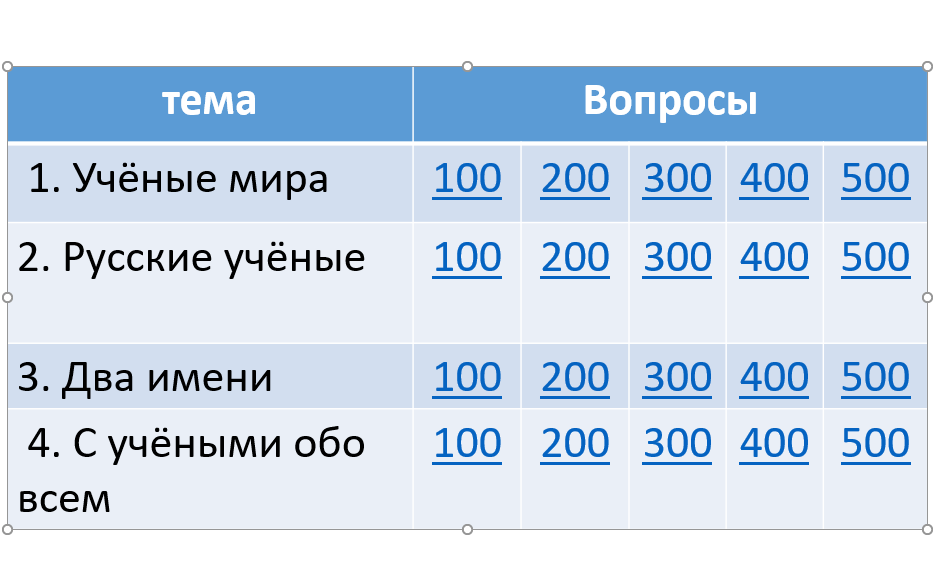 тема Вопросы
1. Учёные мира 100 200 300 400 500
2. Русские учёные 100 200 300 400 500
3. Два имени 100 200 300 400 500
4. С учёными обо 100 200 300 400 500
всем